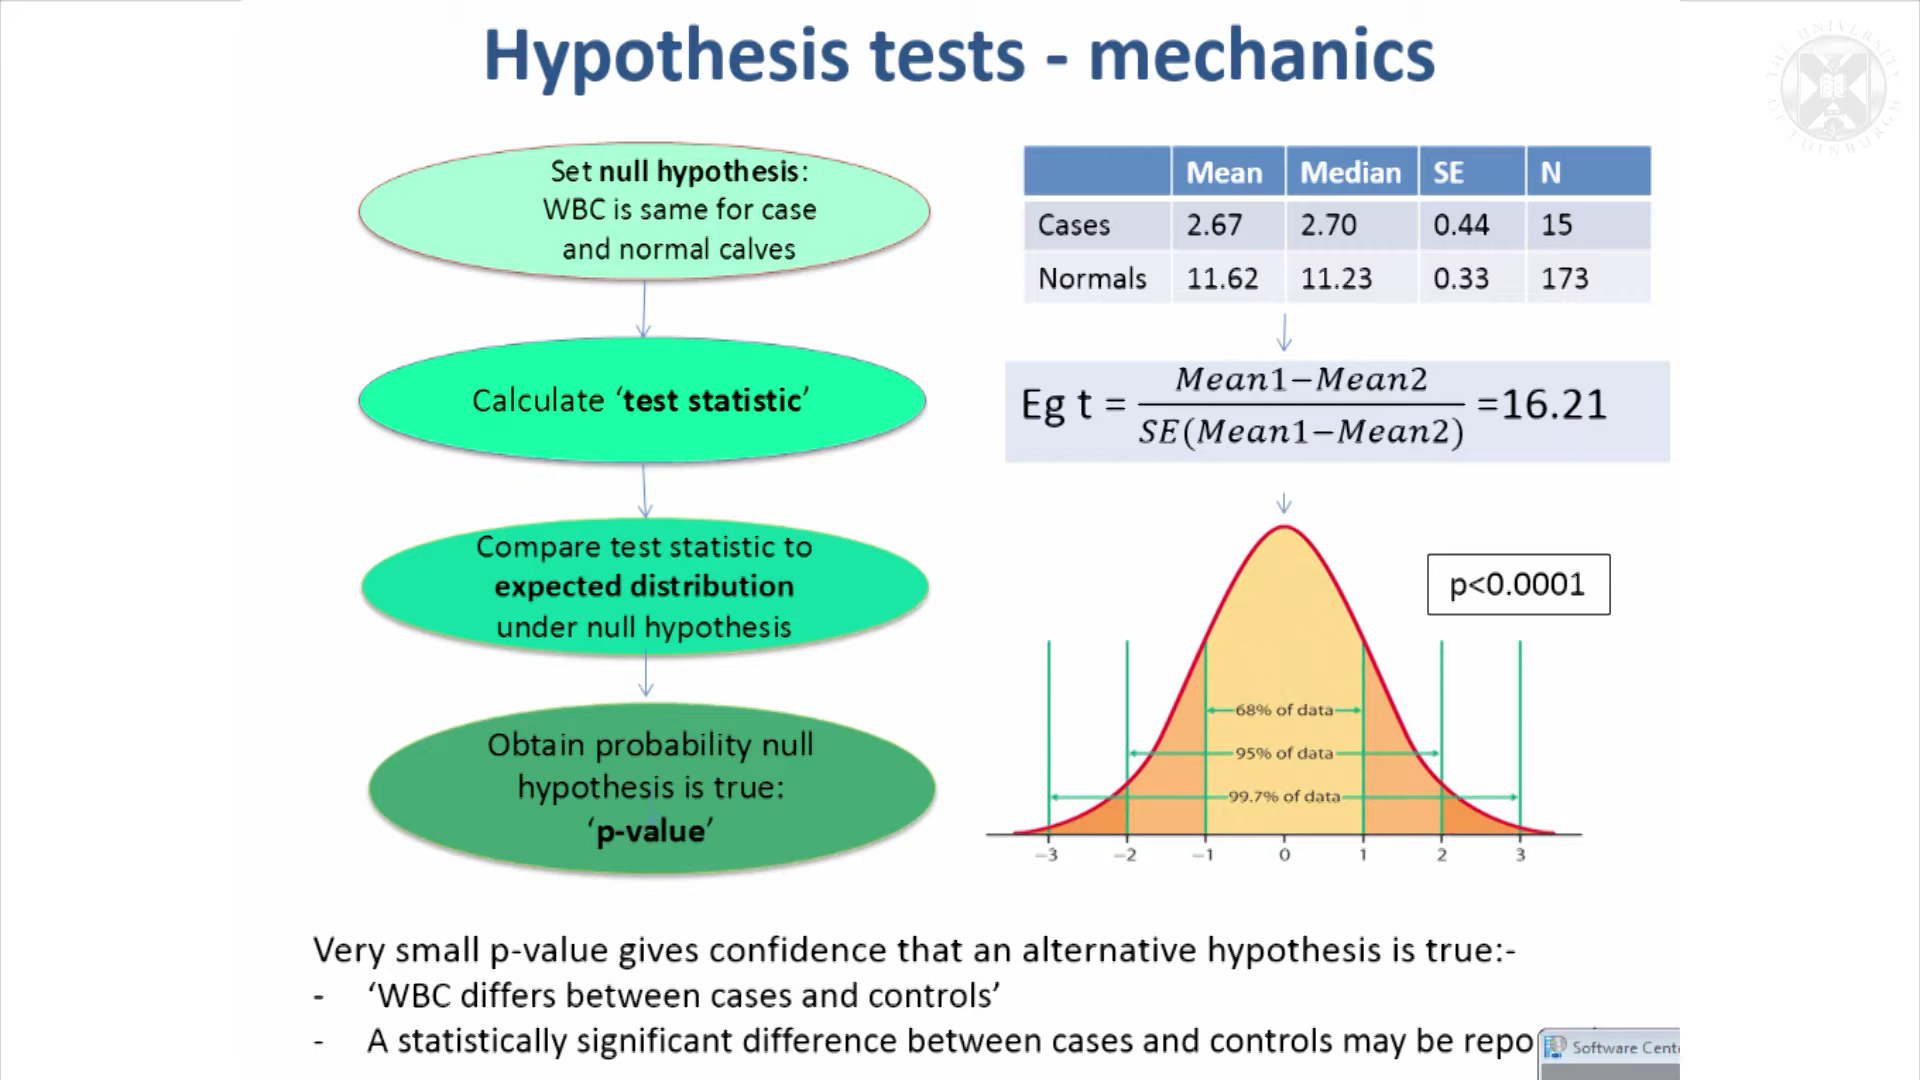 Hypothesis tests - mechanics
THE UNIVERSITY OF EDINBURGH
Set null hypothesis:
WBC is same for case
and normal calves
Calculate ‘test statistic’
Compare test statistic to
expected distribution
under null hypothesis
Obtain probability null
hypothesis is true:
‘p-value’
Mean Median SE N
Cases 2.67 2.70 0.44 15
Normals 11.62 11.23 0.33 173
Eg t = Mean1−Mean2 / SE(Mean1−Mean2) =16.21
p<0.0001
68% of data
95% of data
99.7% of data
−3 −2 −1 0 1 2 3
Very small p-value gives confidence that an alternative hypothesis is true:-
- ‘WBC differs between cases and controls’
- A statistically significant difference between cases and controls may be repo
Software Cent